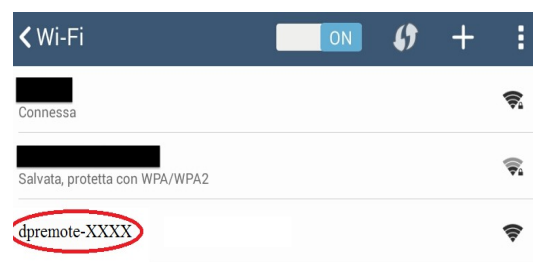 Wi-Fi
ON
Connessa
Salvata, protetta con WPA/WPA2
dpremote-XXXX